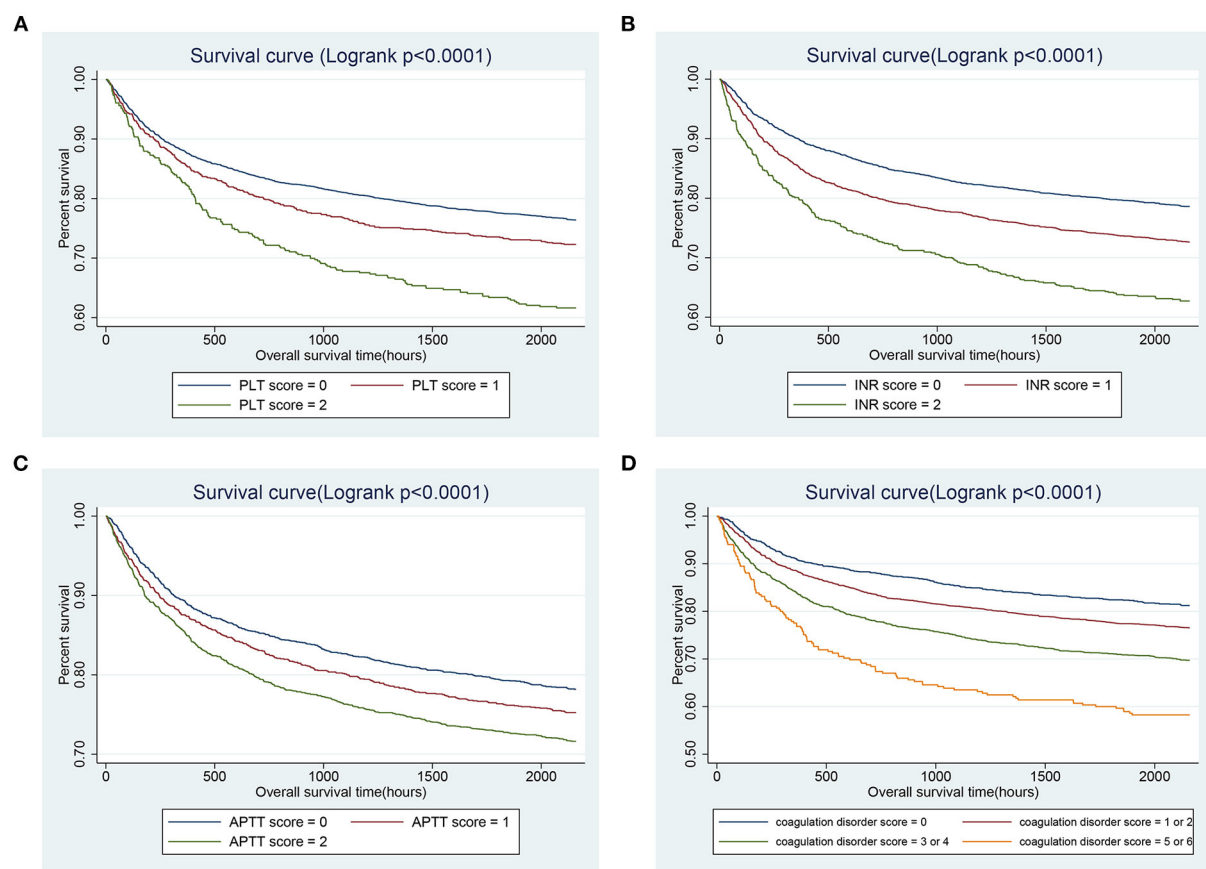 A
Survival curve (Logrank p<0.0001)
Percent survival
1.00
0.90
0.80
0.70
0.60
0 500 1000 1500 2000
Overall survival time(hours)
PLT score = 0 PLT score = 1
PLT score = 2
B
Survival curve(Logrank p<0.0001)
Percent survival
1.00
0.90
0.80
0.70
0.60
0 500 1000 1500 2000
Overall survival time(hours)
INR score = 0 INR score = 1
INR score = 2
C
Survival curve(Logrank p<0.0001)
Percent survival
1.00
0.90
0.80
0.70
0 500 1000 1500 2000
Overall survival time(hours)
APTT score = 0 APTT score = 1
APTT score = 2
D
Survival curve(Logrank p<0.0001)
Percent survival
1.00
0.90
0.80
0.70
0.60
0.50
0 500 1000 1500 2000
Overall survival time(hours)
coagulation disorder score = 0 coagulation disorder score = 1 or 2
coagulation disorder score = 3 or 4 coagulation disorder score = 5 or 6